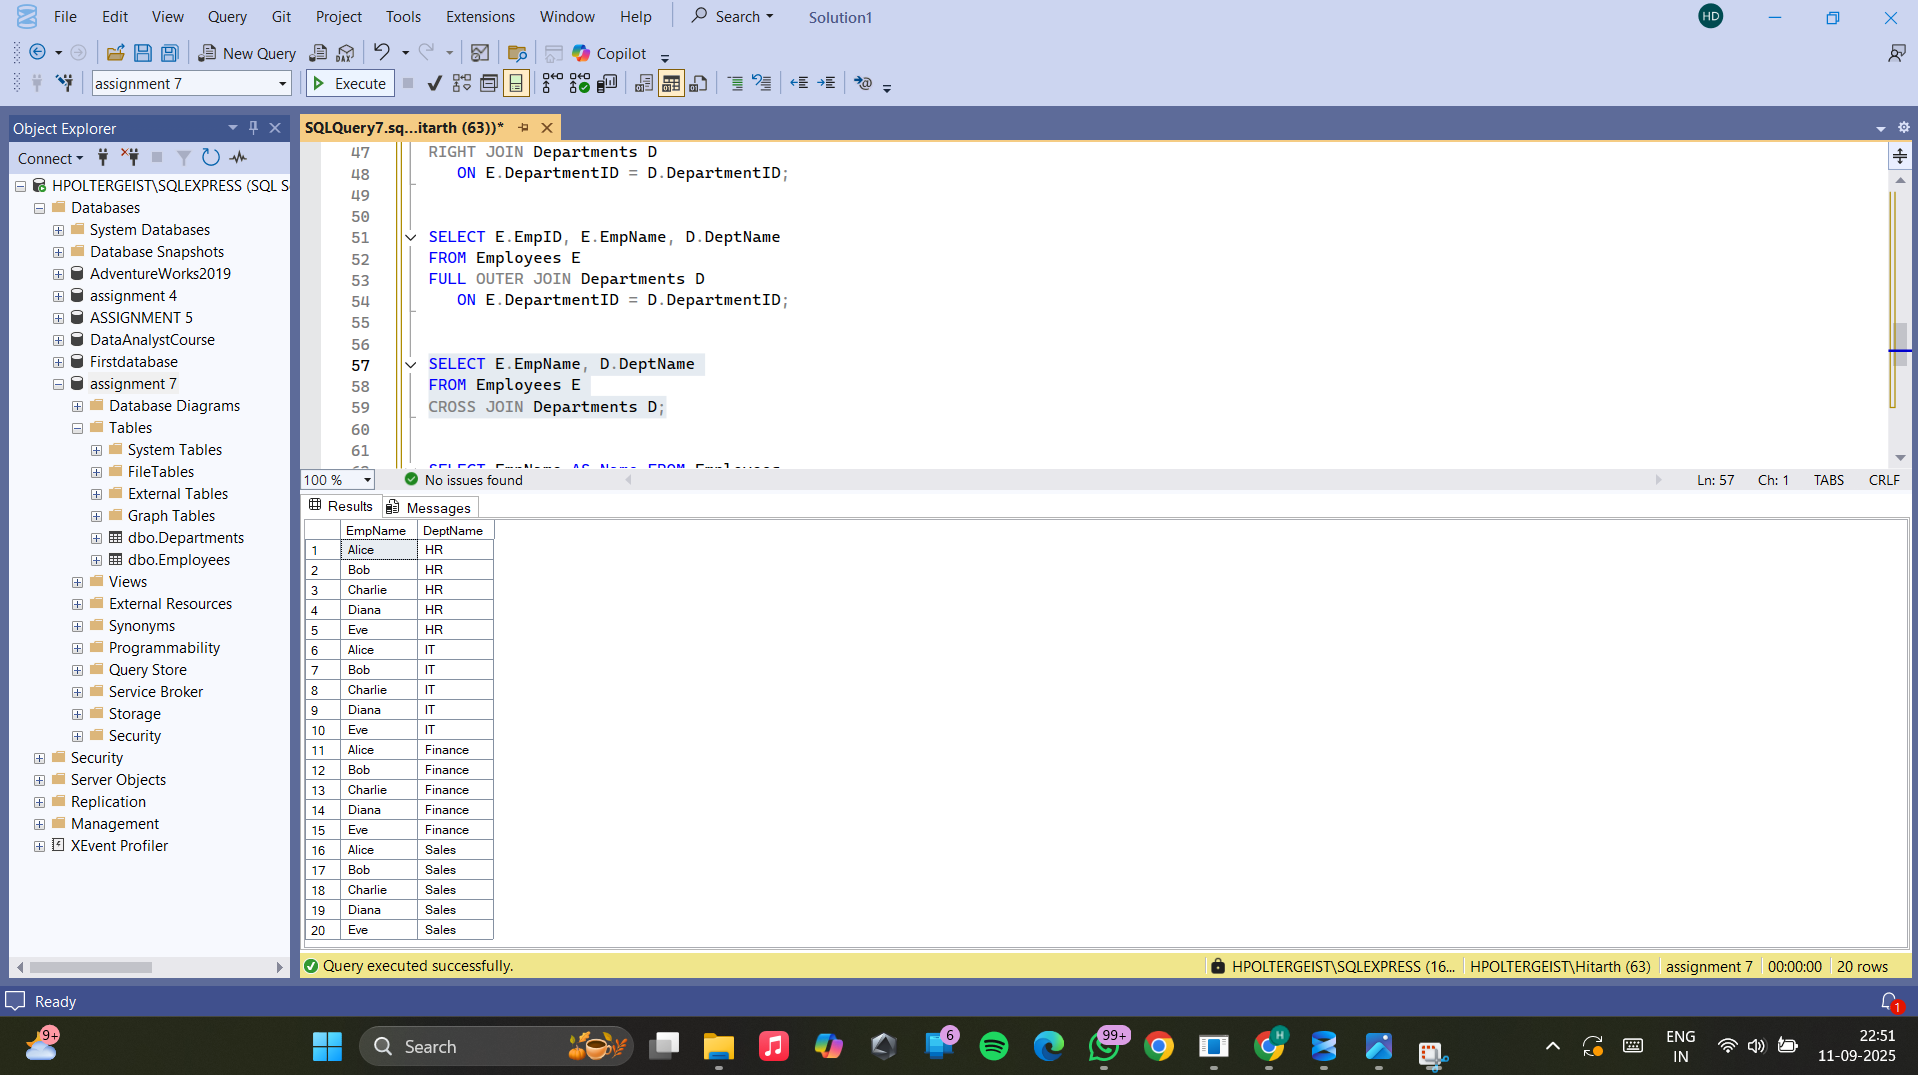 File Edit View Query Git Project Tools Extensions Window Help Search Solution1 HD
New Query DAX Copilot
assignment 7 Execute
Object Explorer
Connect
HPOLTERGEIST\SQLEXPRESS (SQL S
Databases
System Databases
Database Snapshots
AdventureWorks2019
assignment 4
ASSIGNMENT 5
DataAnalystCourse
Firstdatabase
assignment 7
Database Diagrams
Tables
System Tables
FileTables
External Tables
Graph Tables
dbo.Departments
dbo.Employees
Views
External Resources
Synonyms
Programmability
Query Store
Service Broker
Storage
Security
Security
Server Objects
Replication
Management
XEvent Profiler
SQLQuery7.sq...itarth (63))*
47 RIGHT JOIN Departments D
48 ON E.DepartmentID = D.DepartmentID;
49
50
51 SELECT E.EmpID, E.EmpName, D.DeptName
52 FROM Employees E
53 FULL OUTER JOIN Departments D
54 ON E.DepartmentID = D.DepartmentID;
55
56
57 SELECT E.EmpName, D.DeptName
58 FROM Employees E
59 CROSS JOIN Departments D;
60
61
SELECT EmpName AS Name FROM Employees
100 % No issues found Ln: 57 Ch: 1 TABS CRLF
Results Messages
EmpName DeptName
1 Alice HR
2 Bob HR
3 Charlie HR
4 Diana HR
5 Eve HR
6 Alice IT
7 Bob IT
8 Charlie IT
9 Diana IT
10 Eve IT
11 Alice Finance
12 Bob Finance
13 Charlie Finance
14 Diana Finance
15 Eve Finance
16 Alice Sales
17 Bob Sales
18 Charlie Sales
19 Diana Sales
20 Eve Sales
Query executed successfully. HPOLTERGEIST\SQLEXPRESS (16... HPOLTERGEIST\Hitarth (63) assignment 7 00:00:00 20 rows
Ready 1
9+ Search 6 99+ H ENG IN 22:51 11-09-2025